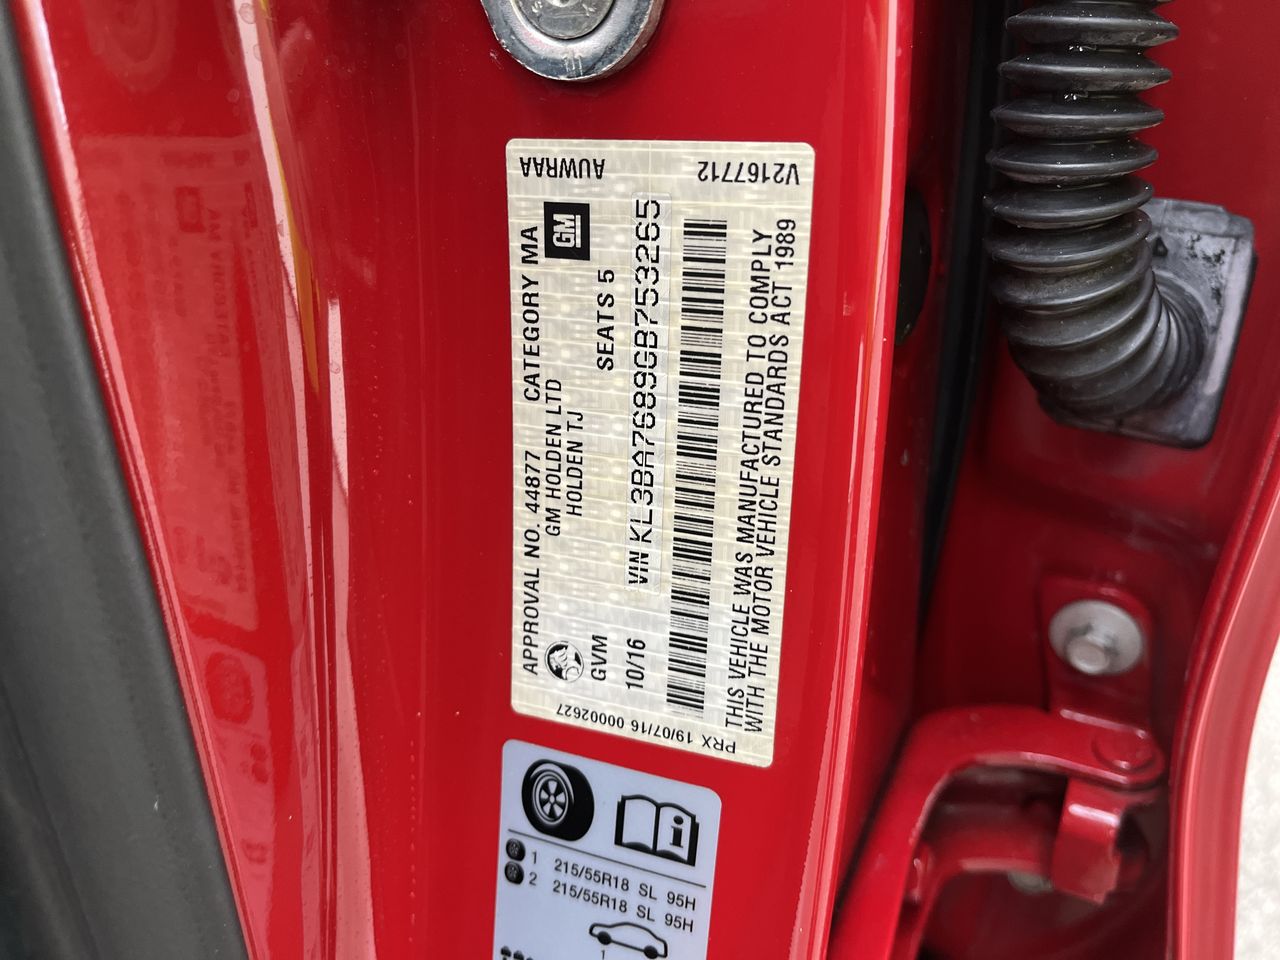 AUWRAA
V2167712
APPROVAL NO. 44877 CATEGORY MA
GM HOLDEN LTD
HOLDEN TJ
GM
GVM
SEATS 5
10/16
VIN KL3BA7689GB753265
THIS VEHICLE WAS MANUFACTURED TO COMPLY
WITH THE MOTOR VEHICLE STANDARDS ACT 1989
PRX 19/07/16 00002627
i
1 215/55R18 SL 95H
2 215/55R18 SL 95H
1